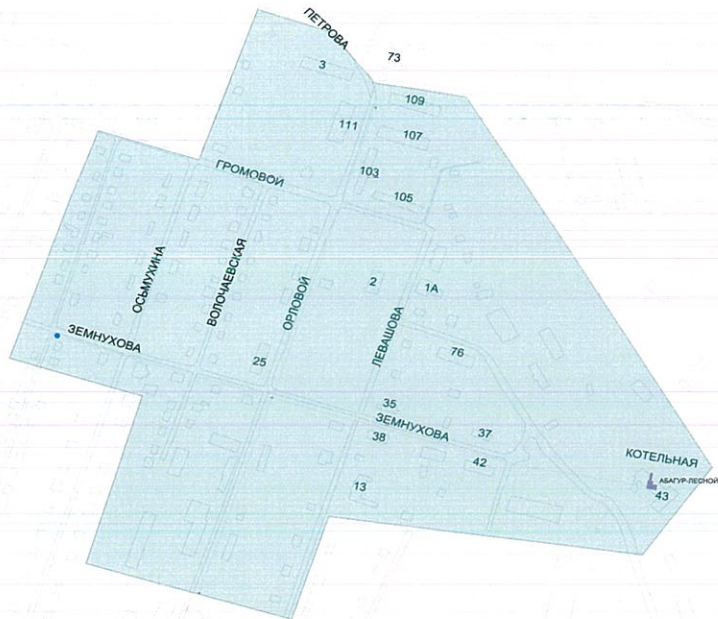 ПЕТРОВА
73
3
109
111
107
ГРОМОВОЙ
103
105
ОСЬМУХИНА
ВОЛОЧАЕВСКАЯ
ОРЛОВОЙ
2
1А
ЛЕВАШОВА
ЗЕМНУХОВА
25
76
35
ЗЕМНУХОВА
38
37
42
КОТЕЛЬНАЯ
АБАГУР-ЛЕСНОЙ
43
13